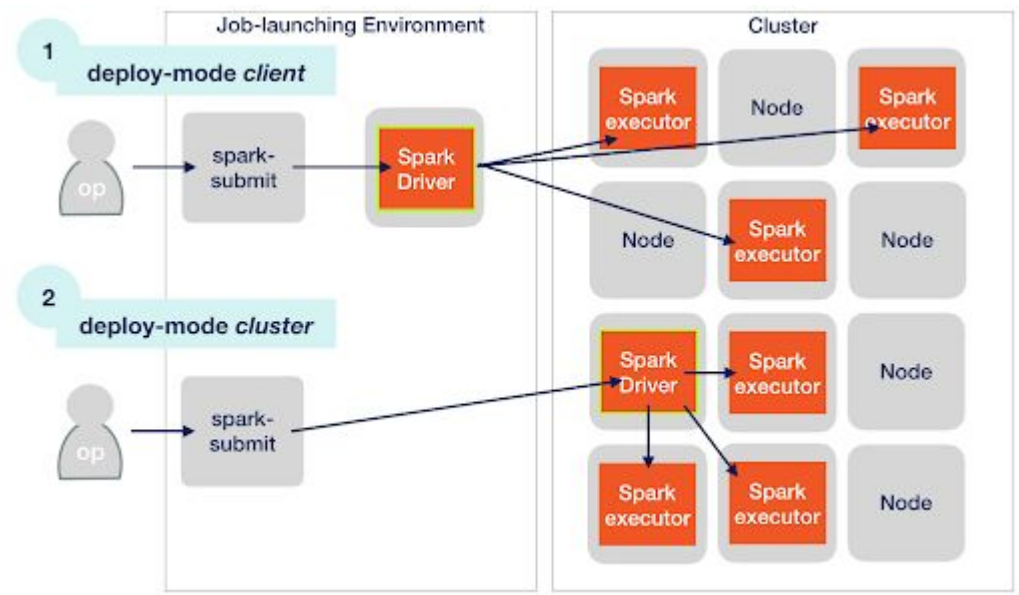 Job-launching Environment
Cluster
1
deploy-mode client
op
spark-
submit
Spark
Driver
Spark
executor
Node
Spark
executor
Node
Spark
executor
Node
2
deploy-mode cluster
op
spark-
submit
Spark
Driver
Spark
executor
Node
Spark
executor
Spark
executor
Node